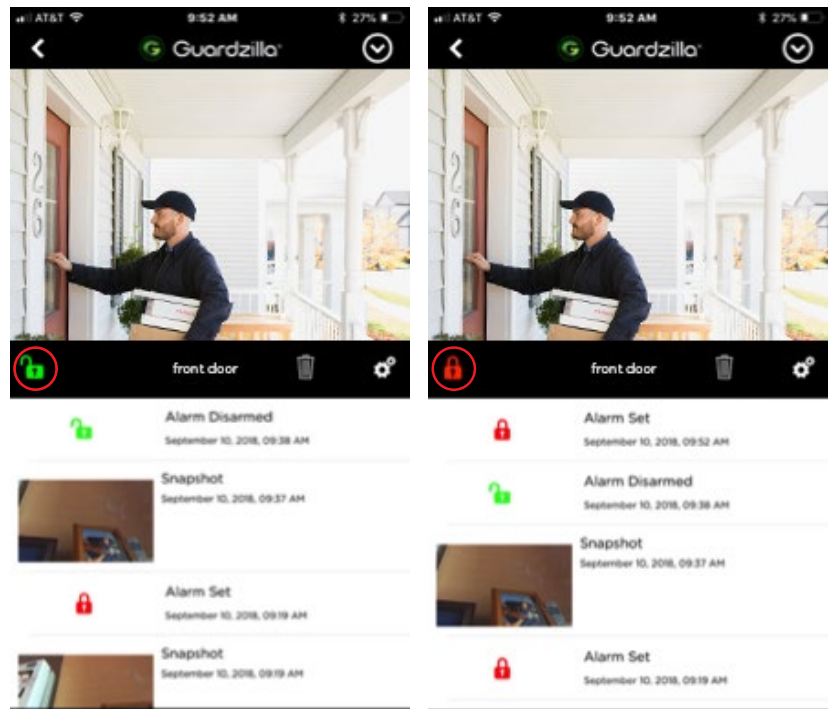 AT&T 9:52 AM 27%
Guardzilla
26
front door
Alarm Disarmed
September 10, 2018, 09:38 AM
Snapshot
September 10, 2018, 09:37 AM
Alarm Set
September 10, 2018, 09:19 AM
Snapshot
September 10, 2018, 09:19 AM
AT&T 9:52 AM 27%
Guardzilla
26
front door
Alarm Set
September 10, 2018, 09:52 AM
Alarm Disarmed
September 10, 2018, 09:38 AM
Snapshot
September 10, 2018, 09:37 AM
Alarm Set
September 10, 2018, 09:19 AM